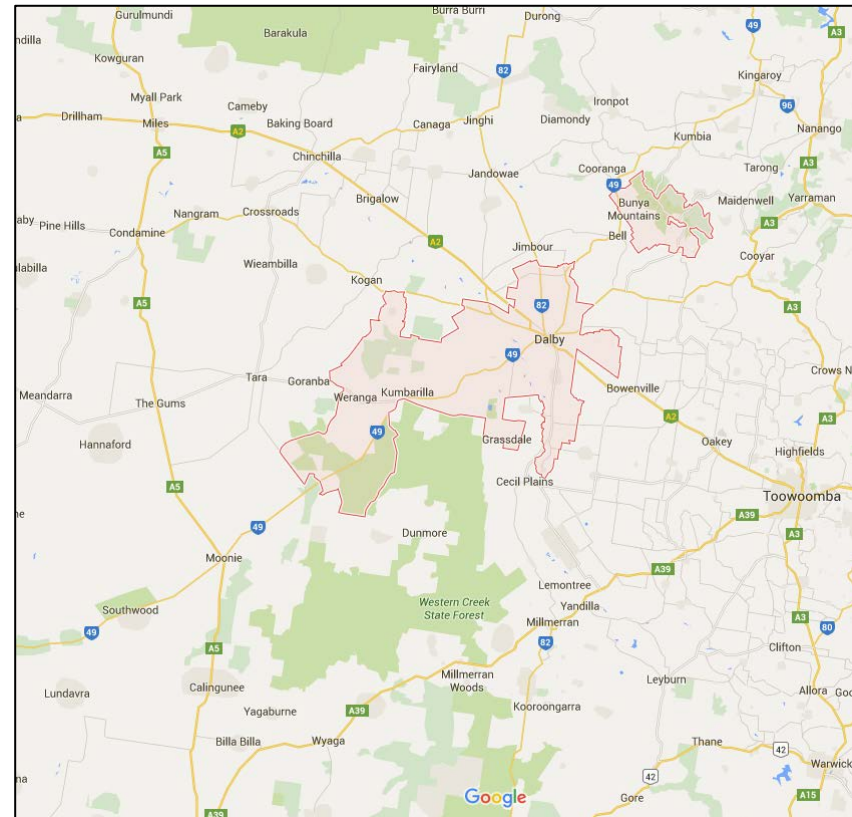 Gurulmundi
Burra Burri
Durong
49
A3
ndilla
Barakula
Kowguran
Fairyland
82
Kingaroy
Myall Park
Cameby
Ironpot
96
Drillham
Miles
A2
Baking Board
Canaga
Jinghi
Diamondy
Kumbia
Nanango
A5
Chinchilla
Cooranga
Tarong
A3
Jandowae
49
Brigalow
Bunya
Mountains
Maidenwell
Yarraman
aby
Pine Hills
Nangram
Crossroads
A3
Condamine
A2
Jimbour
Bell
Cooyar
ulabilla
Wieambilla
Kogan
A5
82
A3
Dalby
49
Crows N
Tara
Goranba
Weranga
Kumbarilla
Bowenville
Meandarra
The Gums
A2
A3
49
Grassdale
Oakey
Hannaford
Highfields
Cecil Plains
A5
Toowoomba
ne
A39
49
Dunmore
A3
Moonie
A39
Lemontree
Southwood
Western Creek
State Forest
Yandilla
49
Millmerran
A3
80
A5
82
Clifton
Millmerran
Woods
Leyburn
Lundavra
Calingunee
Allora
Goo
Yagaburne
A39
Kooroongarra
Billa Billa
Wyaga
Thane
42
na
42
Warwick
Google
Gore
A15
A39